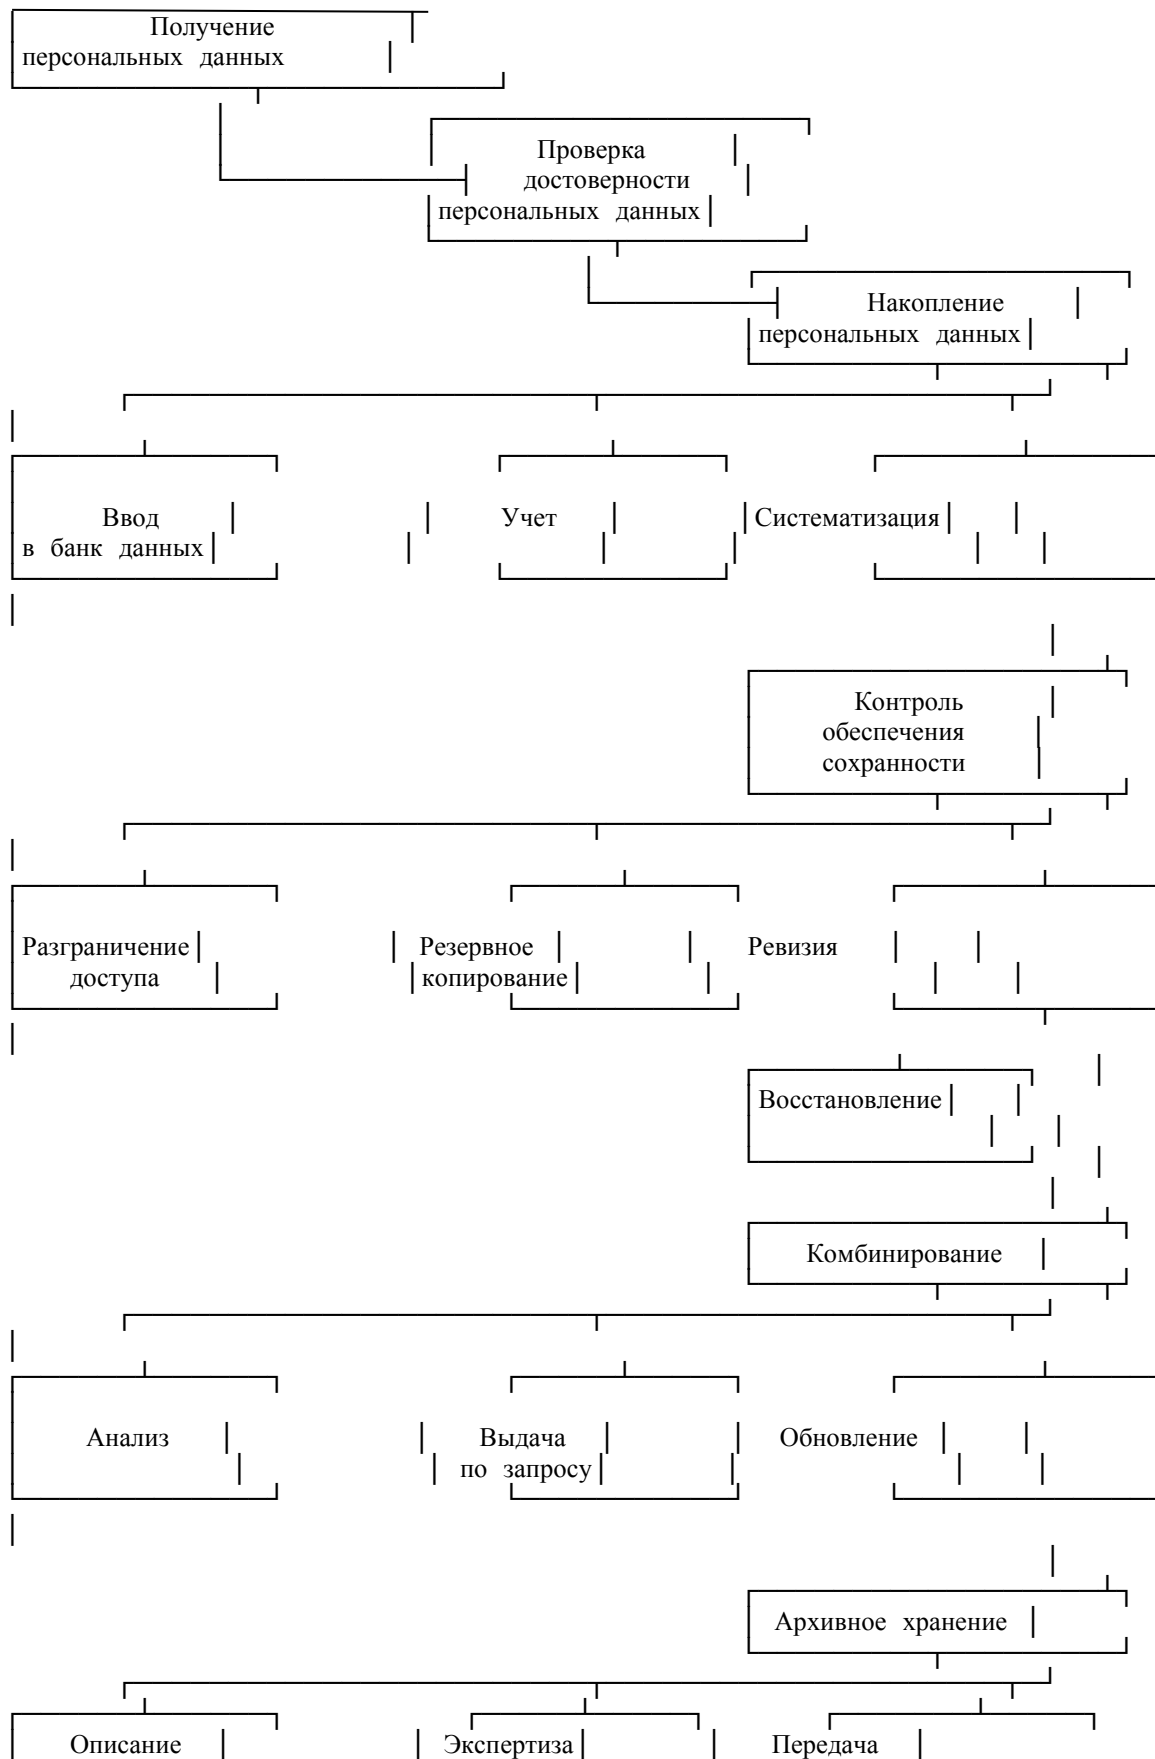 Получение
персональных данных
Проверка
достоверности
персональных данных
Накопление
персональных данных
Ввод Учет Систематизация
в банк данных
Контроль
обеспечения
сохранности
Разграничение Резервное Ревизия
доступа копирование
Восстановление
Комбинирование
Анализ Выдача Обновление
по запросу
Архивное хранение
Описание Экспертиза Передача